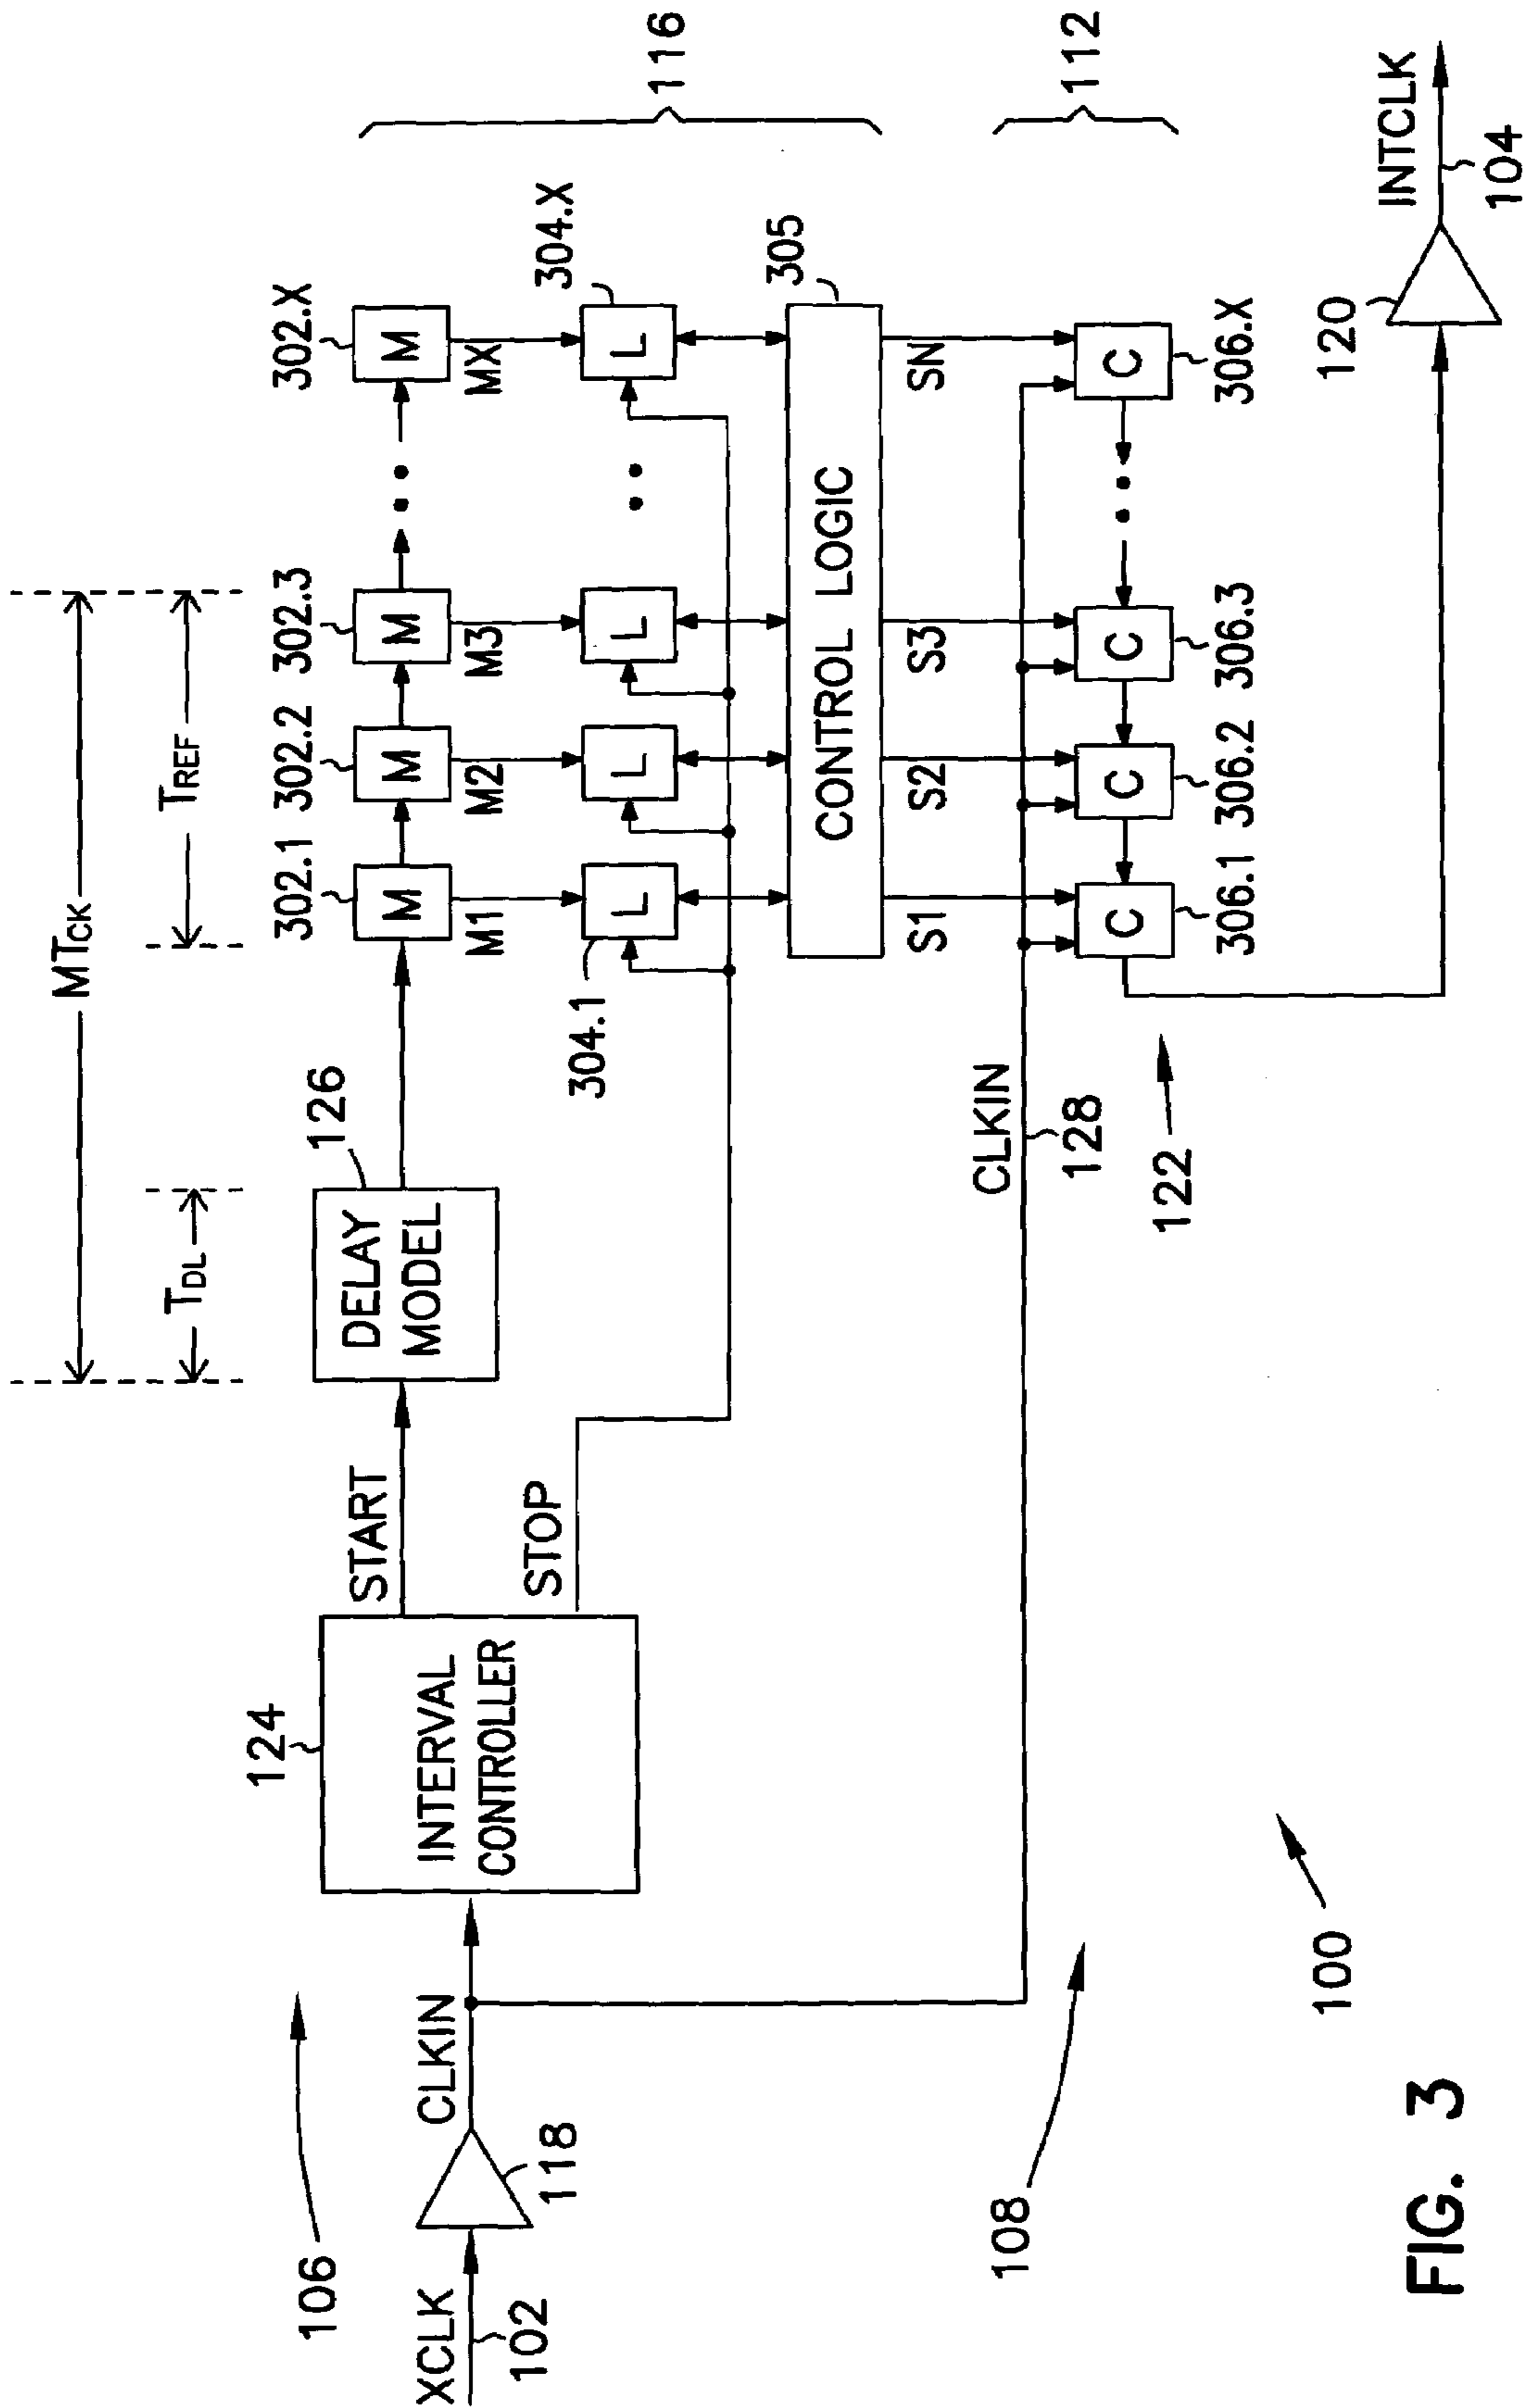 MTCK
TDL
TREF
106
124
126
302.1
302.2
302.3
302.X
XCLK
102
118
CLKIN
INTERVAL
CONTROLLER
START
STOP
DELAY
MODEL
M
M
M
M
M1
M2
M3
MX
304.1
304.X
L
L
L
L
116
CONTROL LOGIC
305
S1
S2
S3
SN
108
CLKIN
128
C
C
C
C
112
122
306.1
306.2
306.3
306.X
100
120
INTCLK
104
FIG. 3